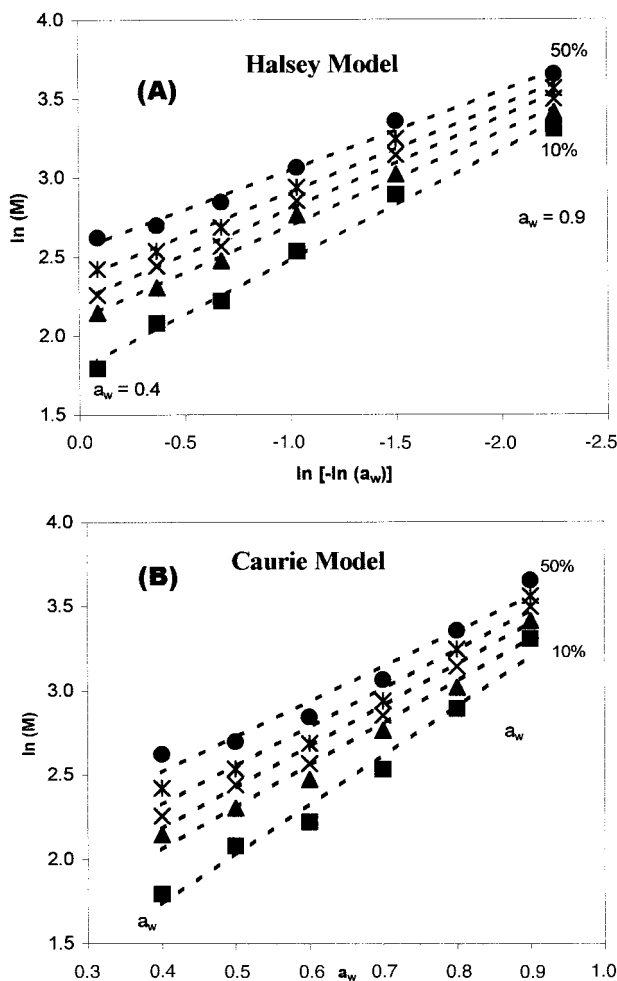 4.0
50%
Halsey Model
(A)
3.5
10%
3.0
ln (M)
a_w = 0.9
2.5
2.0
a_w = 0.4
1.5
0.0 -0.5 -1.0 -1.5 -2.0 -2.5
ln [-ln (a_w)]
4.0
(B) Caurie Model
50%
3.5
10%
3.0
ln (M)
a_w
2.5
2.0
a_w
1.5
0.3 0.4 0.5 0.6 0.7 0.8 0.9 1.0
a_w